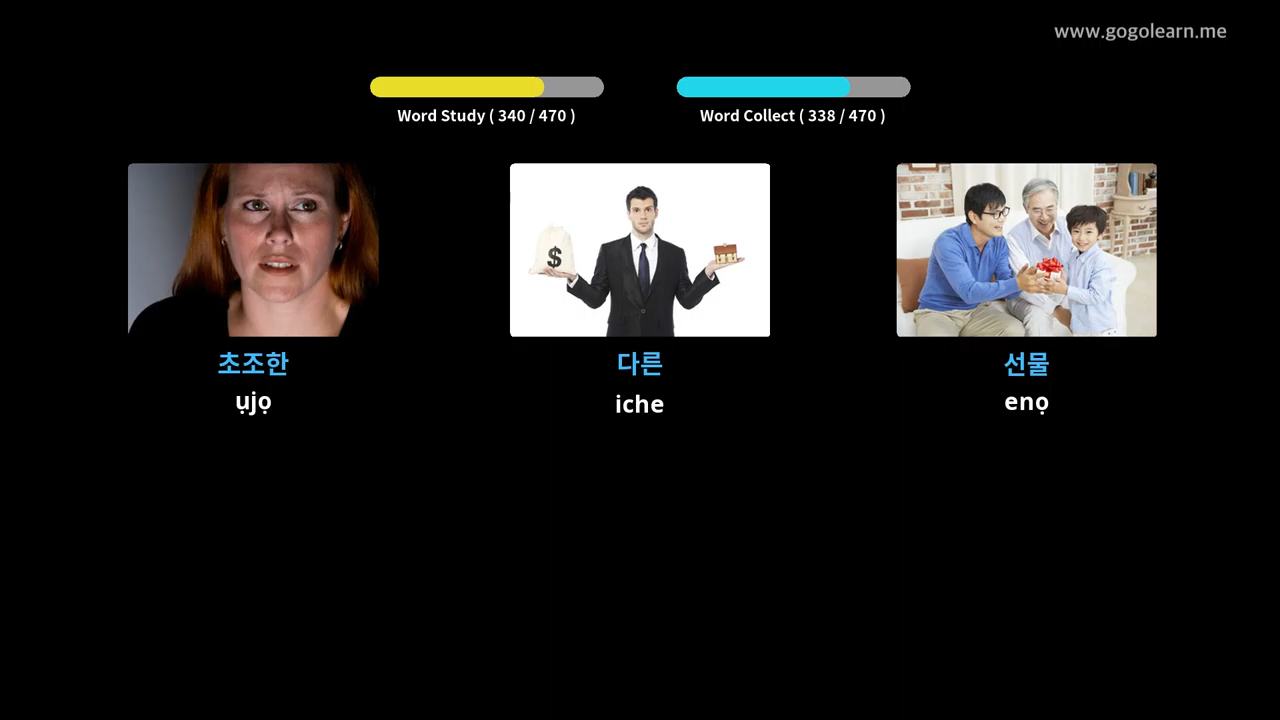 www.gogolearn.me
Word Study ( 340 / 470 )
Word Collect ( 338 / 470 )
초조한
다른
선물
ụjọ
iche
enọ
$